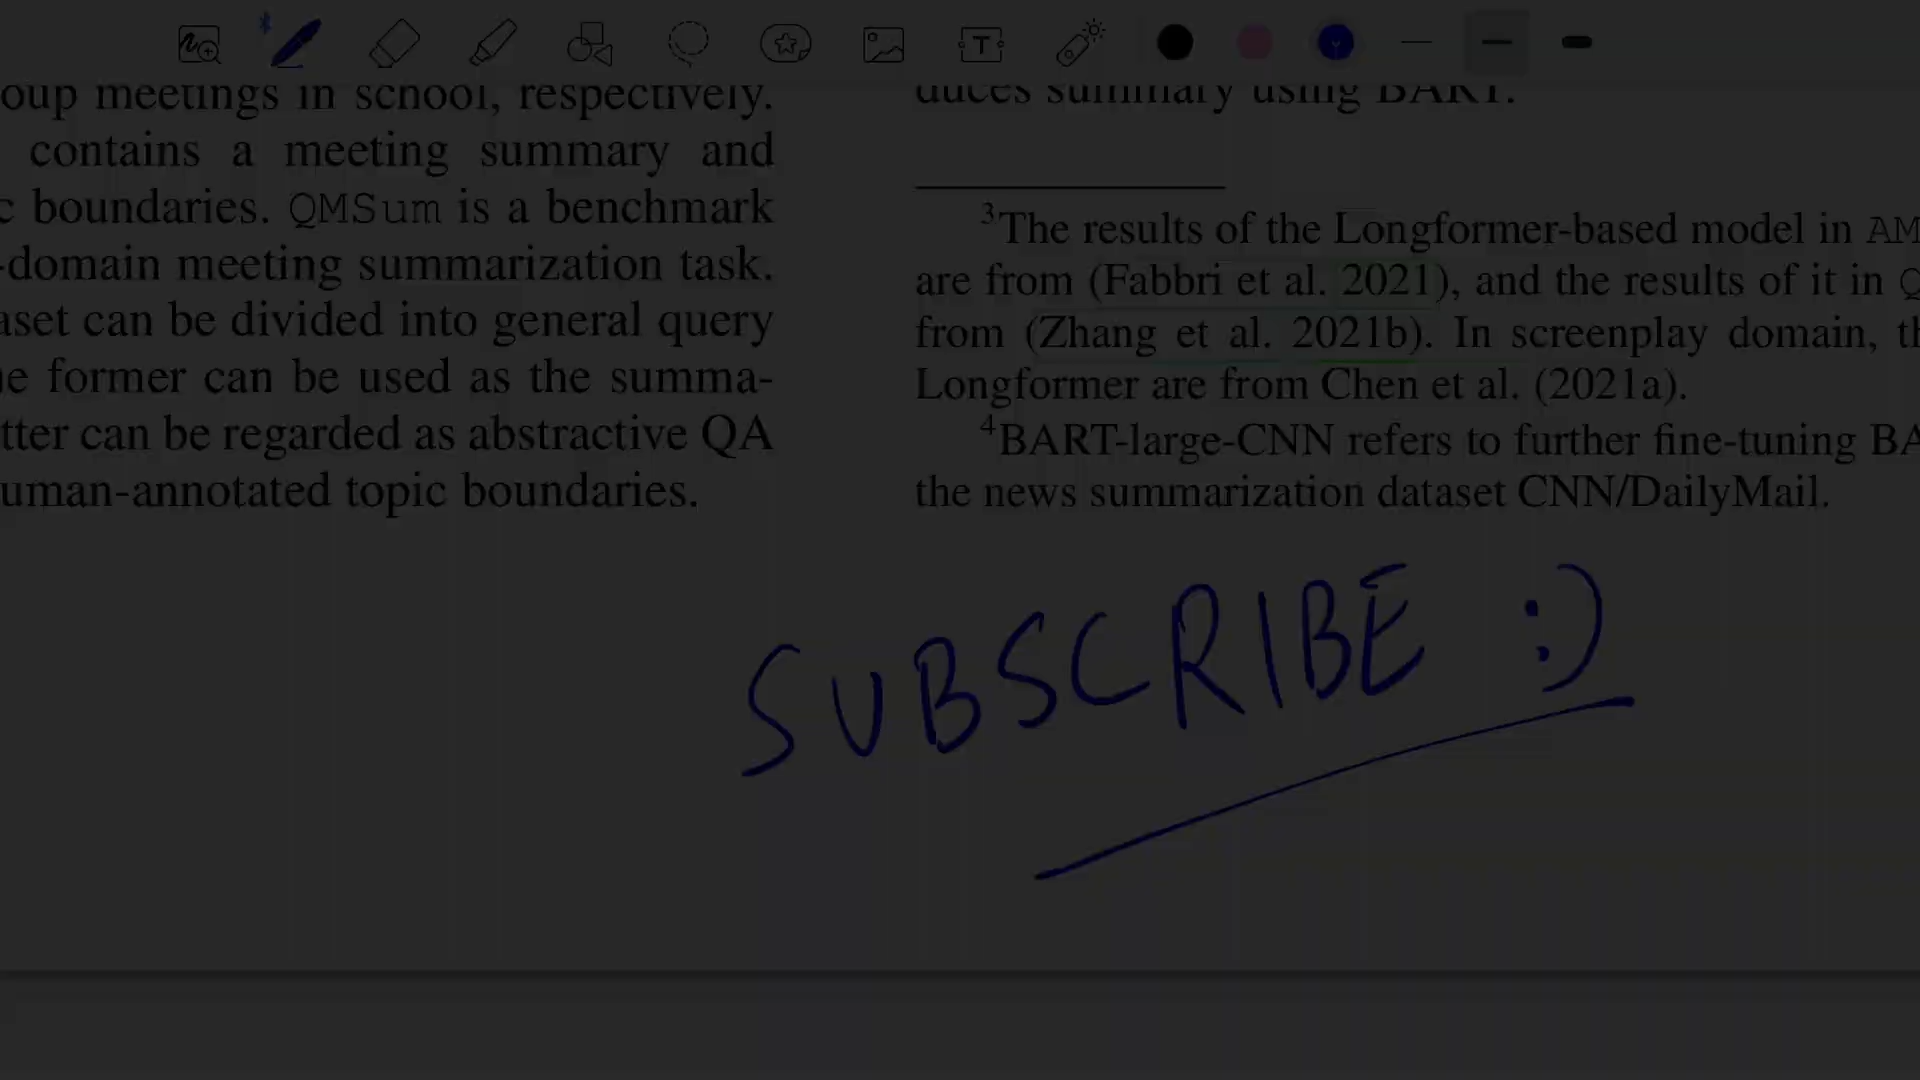 oup meetings in school, respectively.
contains a meeting summary and
c boundaries. QMSum is a benchmark
-domain meeting summarization task.
aset can be divided into general query
e former can be used as the summa-
tter can be regarded as abstractive QA
uman-annotated topic boundaries.
duces summary using BART.
3The results of the Longformer-based model in AM
are from (Fabbri et al. 2021), and the results of it in Q
from (Zhang et al. 2021b). In screenplay domain, th
Longformer are from Chen et al. (2021a).
4BART-large-CNN refers to further fine-tuning BA
the news summarization dataset CNN/DailyMail.
SUBSCRIBE :)